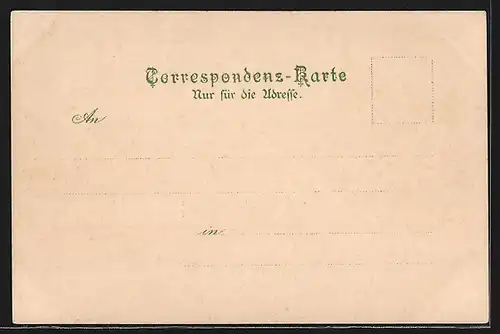 Correspondenz-Karte
Nur für die Adresse.
An
in